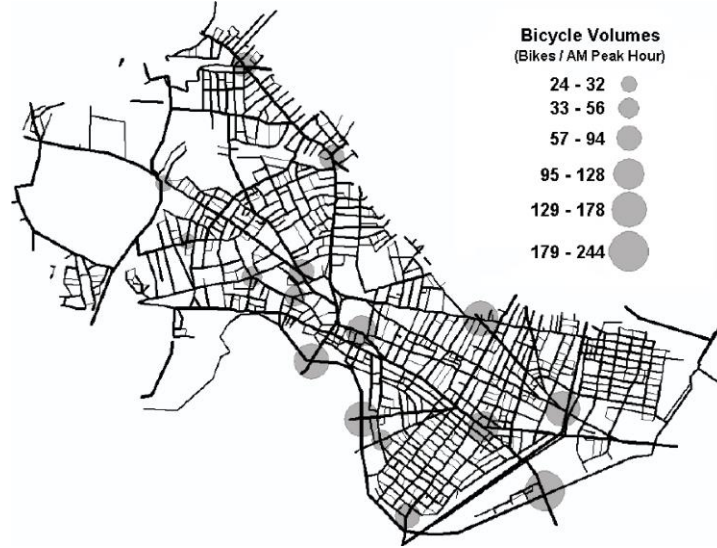 Bicycle Volumes
(Bikes / AM Peak Hour)
24 - 32
33 - 56
57 - 94
95 - 128
129 - 178
179 - 244